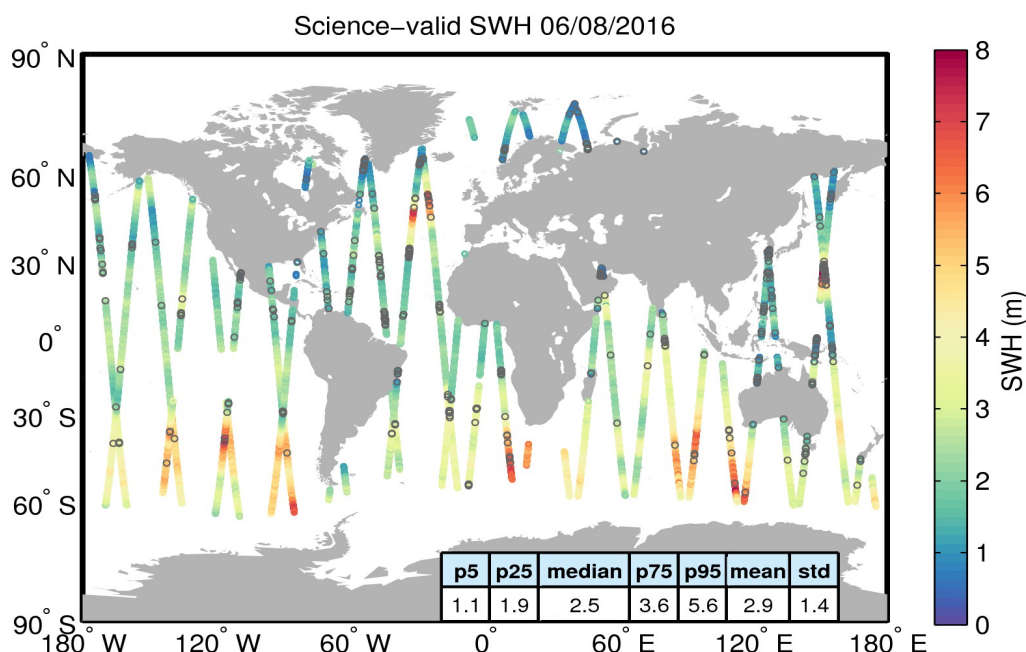 Science−valid SWH 06/08/2016
90° N
60° N
30° N
0°
30° S
60° S
90° S
180° W
120° W
60° W
0°
60° E
120° E
180° E
p5 p25 median p75 p95 mean std
1.1 1.9 2.5 3.6 5.6 2.9 1.4
8
7
6
5
4
3
2
1
0
SWH (m)